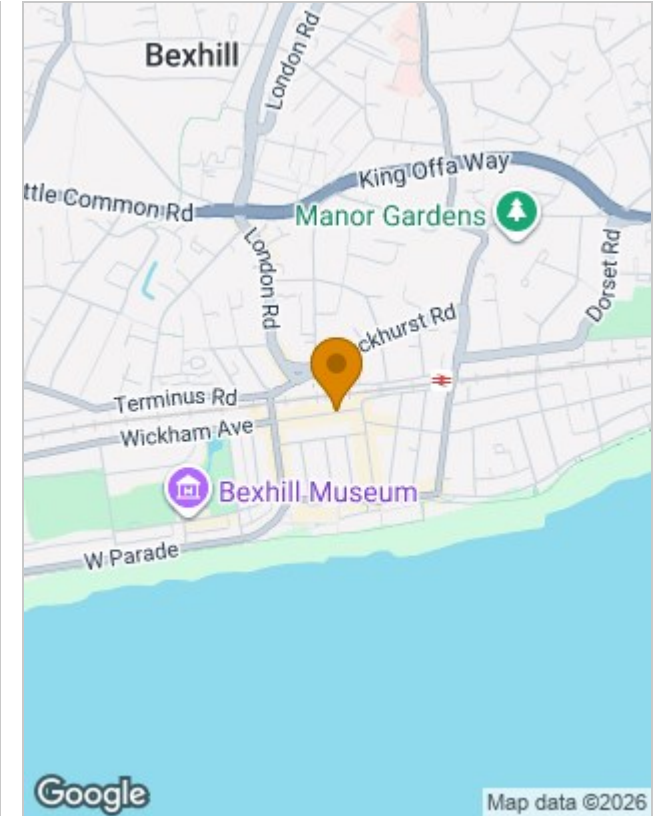 Bexhill
London Rd
King Offa Way
ttle Common Rd
Manor Gardens
London Rd
Dorset Rd
ckhurst Rd
Terminus Rd
Wickham Ave
Bexhill Museum
W Parade
Google
Map data ©2026